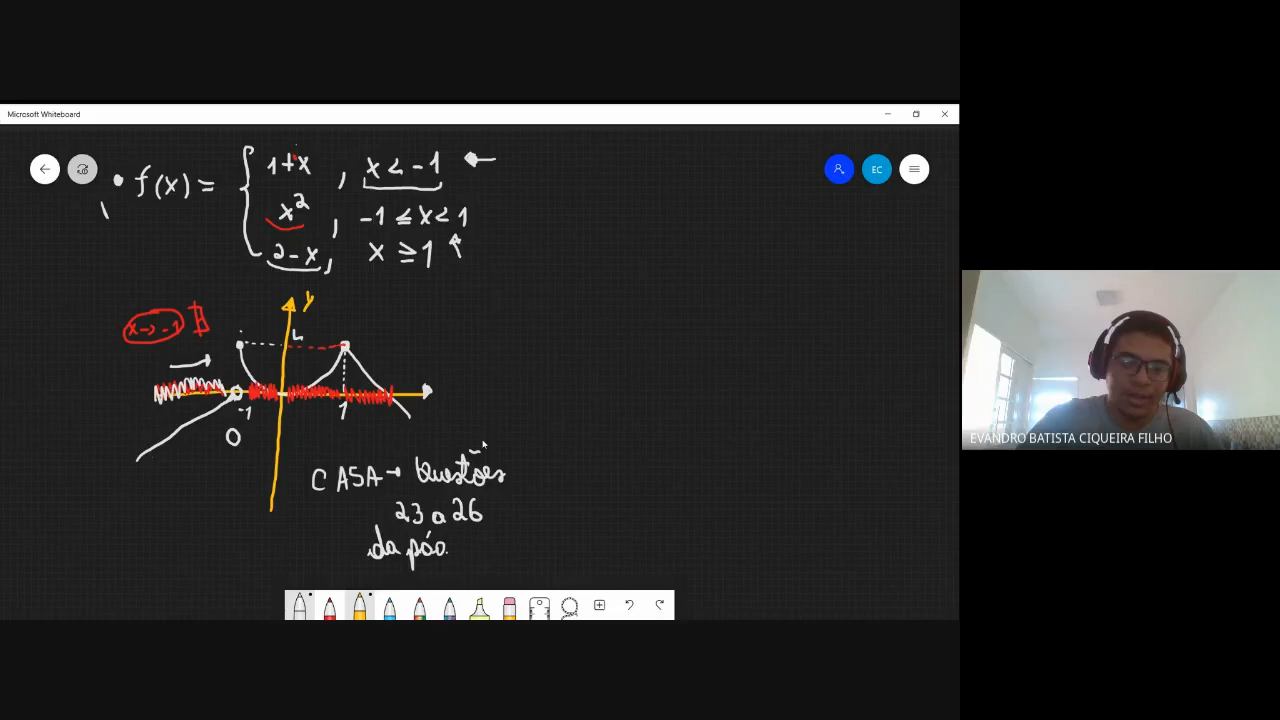 Microsoft Whiteboard
EC
f(x) = { 1+x , x < -1
x² , -1 ≤ x < 1
2-x , x ≥ 1
y
x → -1
-1
1
0
CASA → Questões
23 a 26
da pág.
EVANDRO BATISTA CIQUEIRA FILHO